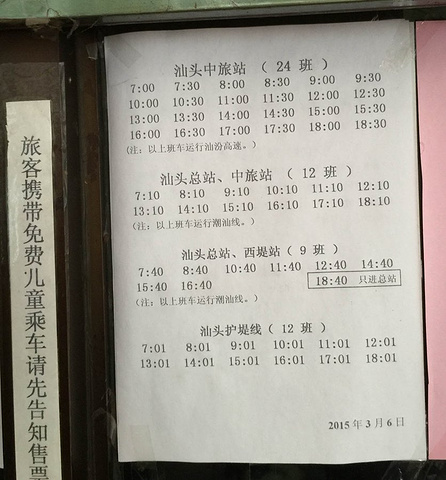 旅客携带免费儿童乘车请先告知售票
汕头中旅站 ( 24 班 )
7:00 7:30 8:00 8:30 9:00 9:30
10:00 10:30 11:00 11:30 12:00 12:30
13:00 13:30 14:00 14:30 15:00 15:30
16:00 16:30 17:00 17:30 18:00 18:30
(注: 以上班车运行汕汾高速。)
汕头总站、中旅站 ( 12 班 )
7:10 8:10 9:10 10:10 11:10 12:10
13:10 14:10 15:10 16:10 17:10 18:10
(注: 以上班车运行潮汕线。)
汕头总站、西堤站 ( 9 班 )
7:40 8:40 10:40 11:40 12:40 14:40
15:40 16:40 18:40 只进总站
(注: 以上班车运行潮汕线。)
汕头护堤线 ( 12 班 )
7:01 8:01 9:01 10:01 11:01 12:01
13:01 14:01 15:01 16:01 17:01 18:01
2015 年 3 月 6 日